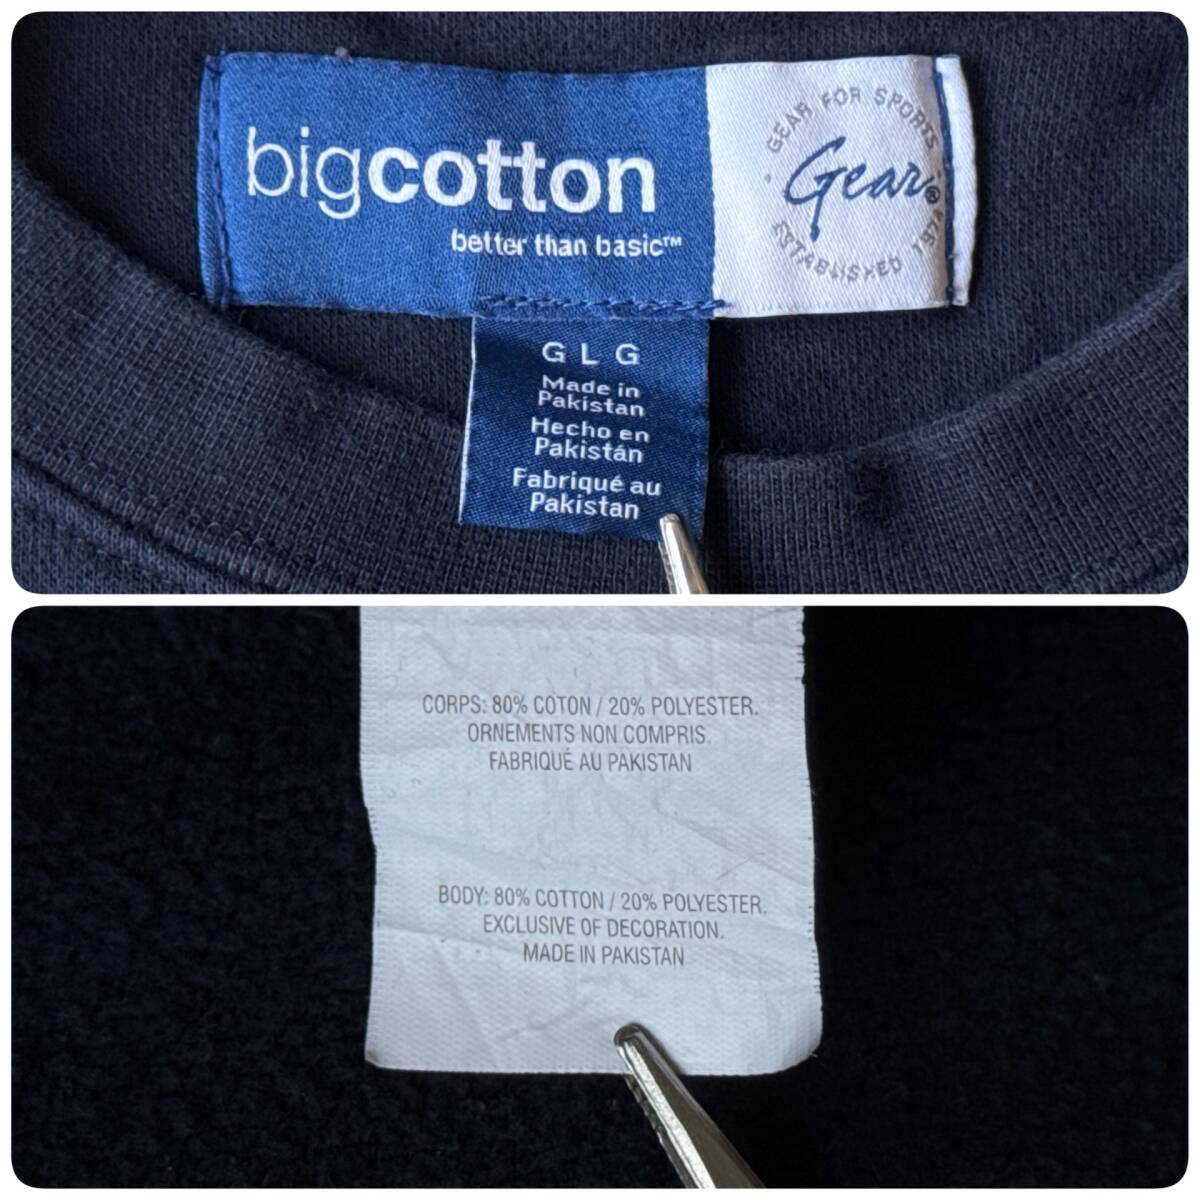 bigcotton
better than basic™
GEAR FOR SPORTS
Gear®
ESTABLISHED 1974
G L G
Made in
Pakistan
Hecho en
Pakistán
Fabriqué au
Pakistan
CORPS: 80% COTON / 20% POLYESTER.
ORNEMENTS NON COMPRIS.
FABRIQUÉ AU PAKISTAN
BODY: 80% COTTON / 20% POLYESTER.
EXCLUSIVE OF DECORATION.
MADE IN PAKISTAN